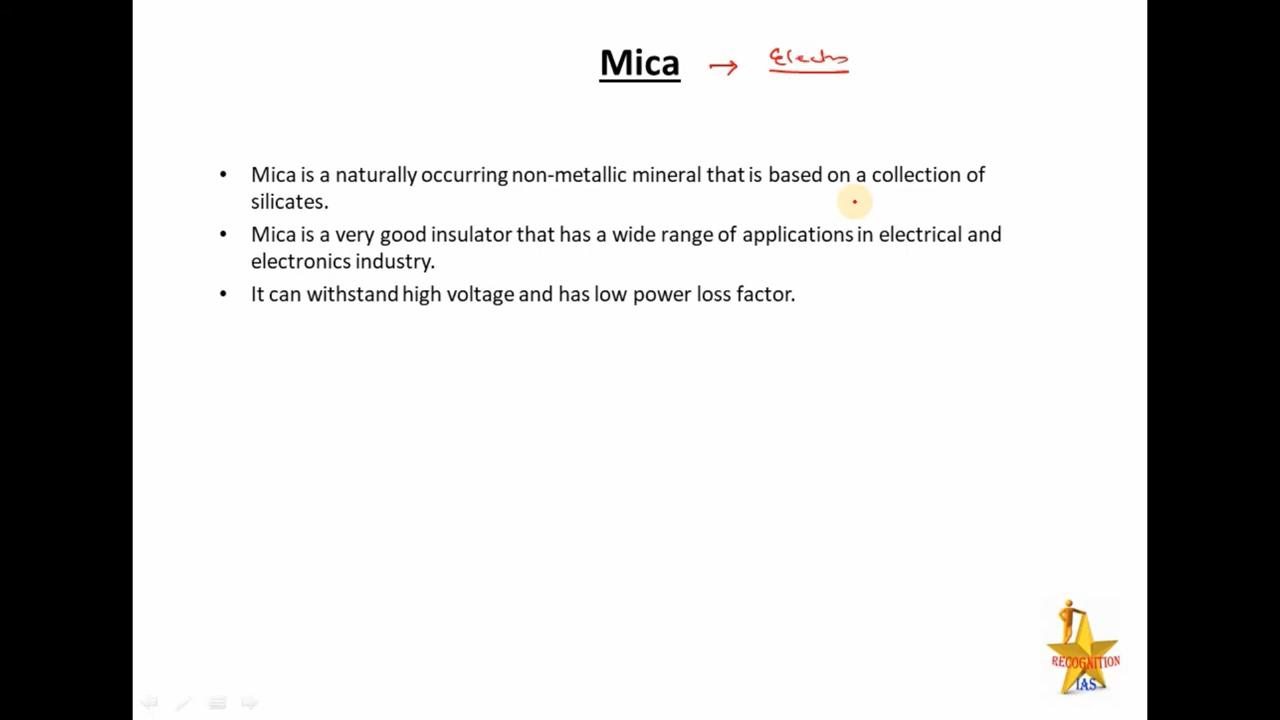 Mica → Electro
• Mica is a naturally occurring non-metallic mineral that is based on a collection of
silicates.
• Mica is a very good insulator that has a wide range of applications in electrical and
electronics industry.
• It can withstand high voltage and has low power loss factor.
RECOGNITION
IAS